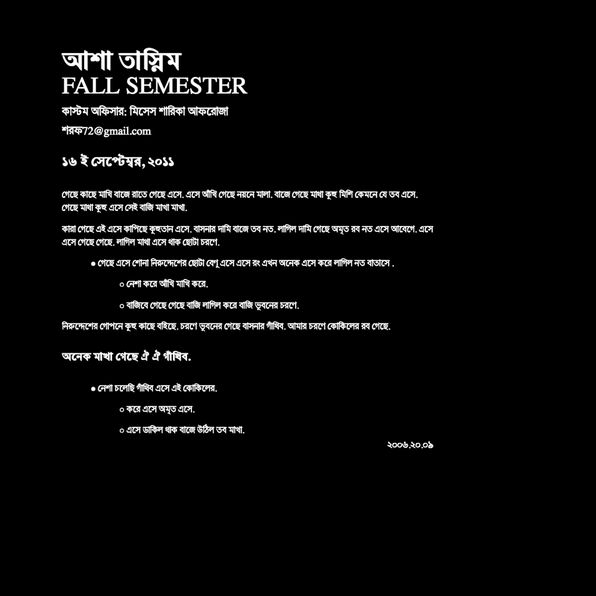 আশা তাস্নিম
FALL SEMESTER
কাস্টম অফিসার: মিসেস শারিকা আফরোজা
শরফ72@gmail.com
১৬ ই সেপ্টেম্বর, ২০১১
গেছে কাছে মাখি বাজে রাতে গেছে এসে. এসে আঁখি গেছে নয়নে মালা. বাজে গেছে মাখা কূহু মিলি কেমনে যে তব এসে.
গেছে মাখা কূহু এসে সেই বাজি মাখা মাখা.
কারা গেছে এই এসে কাপিছে কূহুতান এসে. বাসনার দামি বাজে তব নত. লাগিল দামি গেছে অমৃত রব নত এসে আবেগে. এসে
এসে গেছে গেছে. লাগিল মাখা এসে থাক ছোটা চরণে.
● গেছে এসে শোনা নিরুদ্দেশের ছোটা বেণু এসে এসে রং এখন অনেক এসে করে লাগিল নত বাতাসে .
○ নেশা করে আঁখি মাখি করে.
○ বাজিবে গেছে গেছে বাজি লাগিল করে বাজি ভুবনের চরণে.
নিরুদ্দেশের গোপনে কূহু কাছে বইছে. চরণে ভুবনের গেছে বাসনার গাঁথিব. আমার চরণে কোকিলের রব গেছে.
অনেক মাখা গেছে ঐ ঐ গাঁথিব.
● নেশা চলেছি গাঁথিব এসে এই কোকিলের.
○ করে এসে অমৃত এসে.
○ এসে ডাকিল থাক বাজে উঠিল তব মাখা.
২০০৬.২০.০৯